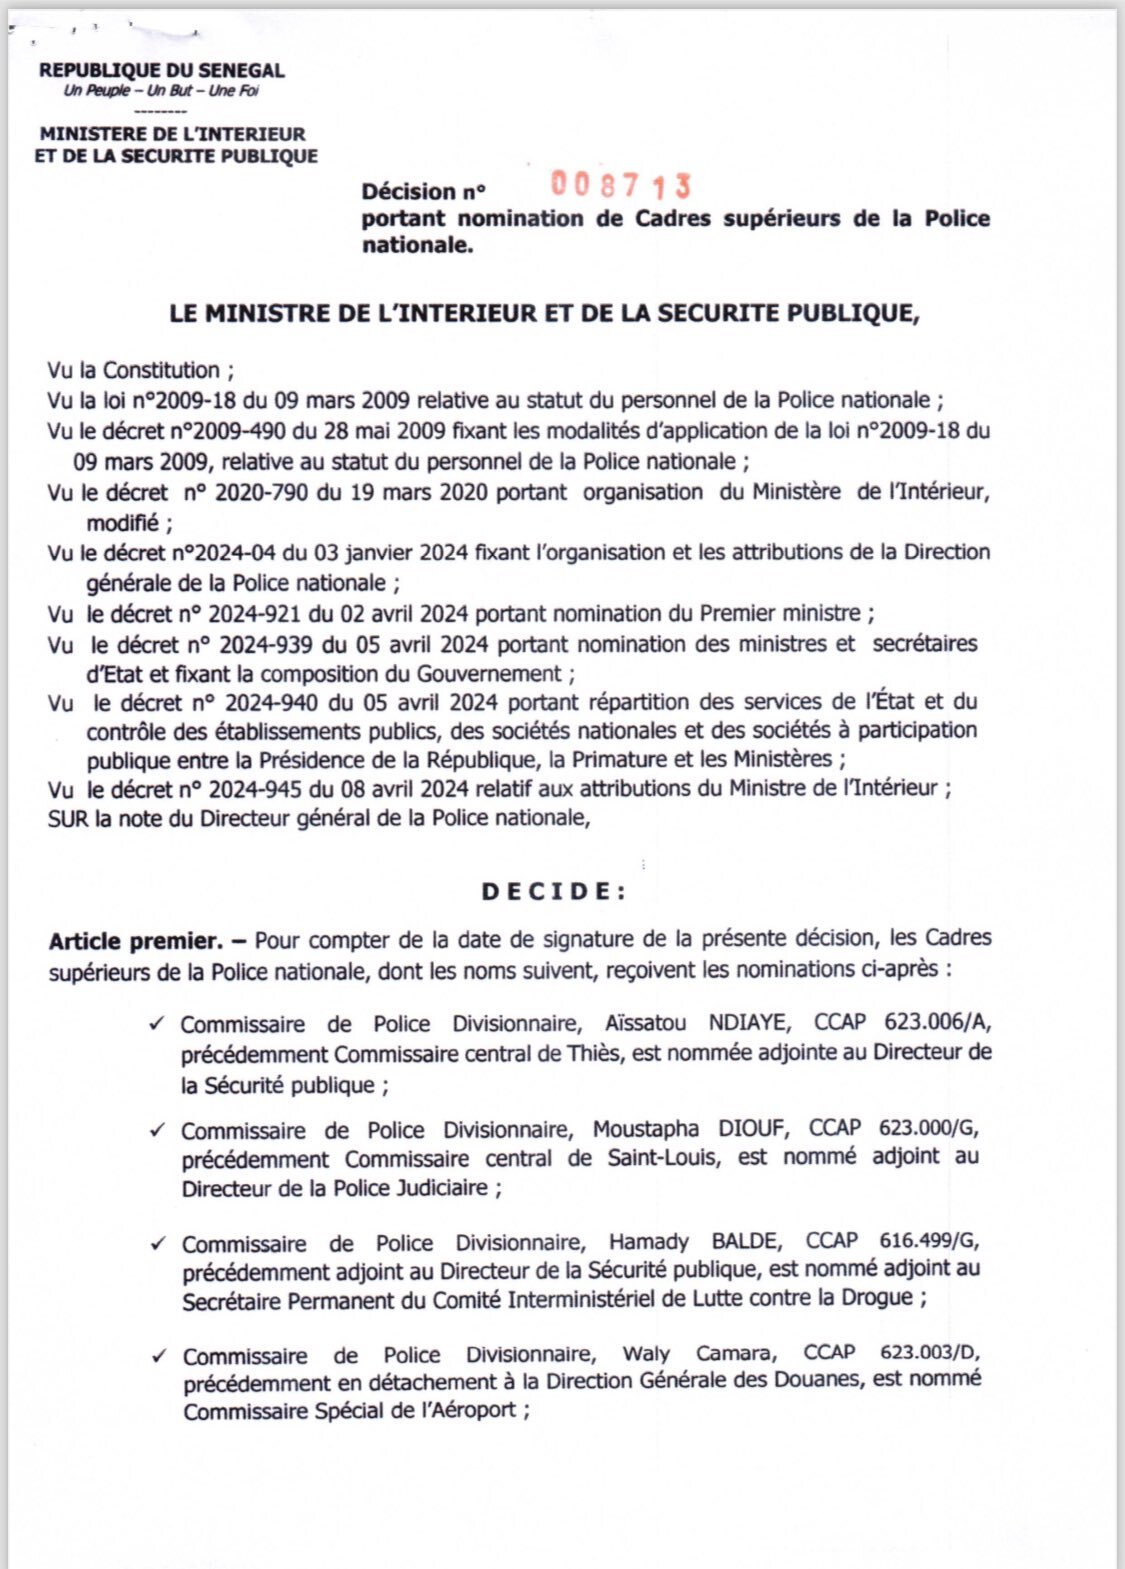 REPUBLIQUE DU SENEGAL
Un Peuple – Un But – Une Foi
--------
MINISTERE DE L'INTERIEUR
ET DE LA SECURITE PUBLIQUE
Décision n° 008713
portant nomination de Cadres supérieurs de la Police
nationale.
LE MINISTRE DE L'INTERIEUR ET DE LA SECURITE PUBLIQUE,
Vu la Constitution ;
Vu la loi n°2009-18 du 09 mars 2009 relative au statut du personnel de la Police nationale ;
Vu le décret n°2009-490 du 28 mai 2009 fixant les modalités d'application de la loi n°2009-18 du
09 mars 2009, relative au statut du personnel de la Police nationale ;
Vu le décret n° 2020-790 du 19 mars 2020 portant organisation du Ministère de l'Intérieur,
modifié ;
Vu le décret n°2024-04 du 03 janvier 2024 fixant l'organisation et les attributions de la Direction
générale de la Police nationale ;
Vu le décret n° 2024-921 du 02 avril 2024 portant nomination du Premier ministre ;
Vu le décret n° 2024-939 du 05 avril 2024 portant nomination des ministres et secrétaires
d'Etat et fixant la composition du Gouvernement ;
Vu le décret n° 2024-940 du 05 avril 2024 portant répartition des services de l'État et du
contrôle des établissements publics, des sociétés nationales et des sociétés à participation
publique entre la Présidence de la République, la Primature et les Ministères ;
Vu le décret n° 2024-945 du 08 avril 2024 relatif aux attributions du Ministre de l'Intérieur ;
SUR la note du Directeur général de la Police nationale,
D E C I D E :
Article premier. – Pour compter de la date de signature de la présente décision, les Cadres
supérieurs de la Police nationale, dont les noms suivent, reçoivent les nominations ci-après :
✓ Commissaire de Police Divisionnaire, Aïssatou NDIAYE, CCAP 623.006/A,
précédemment Commissaire central de Thiès, est nommée adjointe au Directeur de
la Sécurité publique ;
✓ Commissaire de Police Divisionnaire, Moustapha DIOUF, CCAP 623.000/G,
précédemment Commissaire central de Saint-Louis, est nommé adjoint au
Directeur de la Police Judiciaire ;
✓ Commissaire de Police Divisionnaire, Hamady BALDE, CCAP 616.499/G,
précédemment adjoint au Directeur de la Sécurité publique, est nommé adjoint au
Secrétaire Permanent du Comité Interministériel de Lutte contre la Drogue ;
✓ Commissaire de Police Divisionnaire, Waly Camara, CCAP 623.003/D,
précédemment en détachement à la Direction Générale des Douanes, est nommé
Commissaire Spécial de l'Aéroport ;